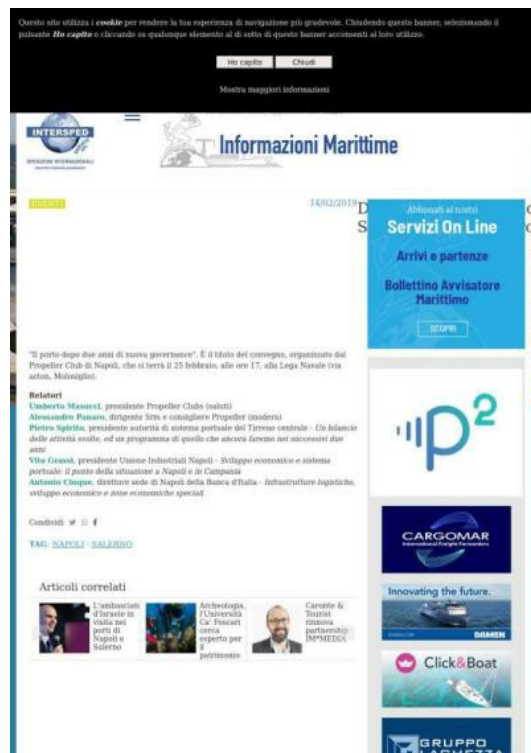 Questo sito utilizza i cookie per rendere la tua esperienza di navigazione più gradevole. Chiudendo questo banner, selezionando il
pulsante Ho capito o cliccando su qualunque elemento al di sotto di questo banner acconsenti al loro utilizzo.
Ho capito
Chiudi
Mostra maggiori informazioni
INTERSPED
SPEDIZIONI INTERNAZIONALI
Informazioni Marittime
EVENTI
14/02/2019
D
S
"Il porto dopo due anni di nuova governance". È il titolo del convegno, organizzato dal
Propeller Club di Napoli, che si terrà il 25 febbraio, alle ore 17, alla Lega Navale (via
acton, Molosiglio).
Relatori
Umberto Masucci, presidente Propeller Clubs (saluti)
Alessandro Panaro, dirigente Srm e consigliere Propeller (modera)
Pietro Spirito, presidente autorità di sistema portuale del Tirreno centrale - Un bilancio
delle attività svolte, ed un programma di quello che ancora faremo nei successivi due
anni
Vito Grassi, presidente Unione Industriali Napoli - Sviluppo economico e sistema
portuale: il punto della situazione a Napoli e in Campania
Antonio Cinque, direttore sede di Napoli della Banca d'Italia - Infrastrutture logistiche,
sviluppo economico e zone economiche speciali
Condividi
TAG: NAPOLI - SALERNO
Articoli correlati
L'ambasciata
d'Israele in
visita nei
porti di
Napoli e
Salerno
Archeologia,
l'Università
Ca' Foscari
cerca
esperto per
il
patrimonio
Caronte &
Tourist
rinnova
partnership
IM*MEDIA
Abbonati ai nostri
Servizi On Line
Arrivi e partenze
Bollettino Avvisatore
Marittimo
SCOPRI
p2
CARGOMAR
International Freight Forwarders
Innovating the future.
DAMEN
Click&Boat
GRUPPO